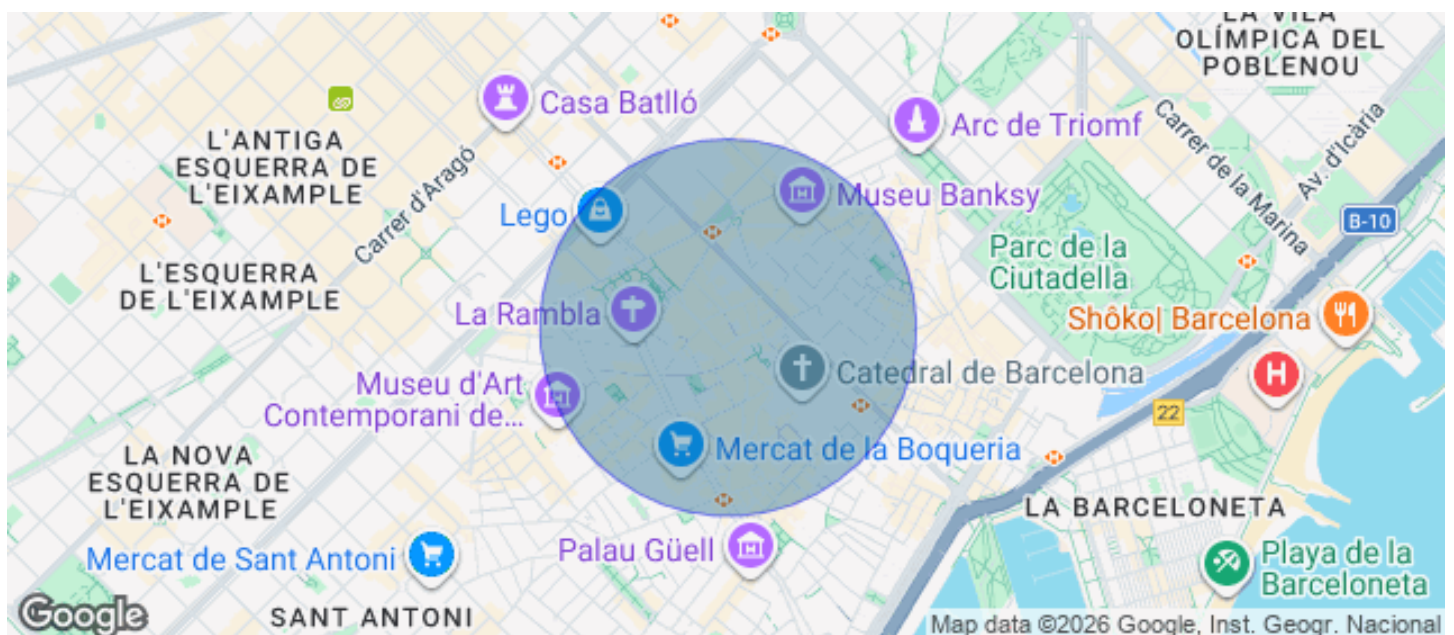 LA VILA
OLÍMPICA DEL
POBLENOU
Casa Batlló
Arc de Triomf
L'ANTIGA
ESQUERRA DE
L'EIXAMPLE
Carrer d'Aragó
Carrer de la Marina
Av. d'Icària
Museu Banksy
Lego
B-10
Parc de la
Ciutadella
L'ESQUERRA
DE L'EIXAMPLE
La Rambla
Shôko| Barcelona
H
Museu d'Art
Contemporani de...
Catedral de Barcelona
22
Mercat de la Boqueria
LA NOVA
ESQUERRA DE
L'EIXAMPLE
LA BARCELONETA
Mercat de Sant Antoni
Palau Güell
Playa de la
Barceloneta
SANT ANTONI
Google
Map data ©2026 Google, Inst. Geogr. Nacional